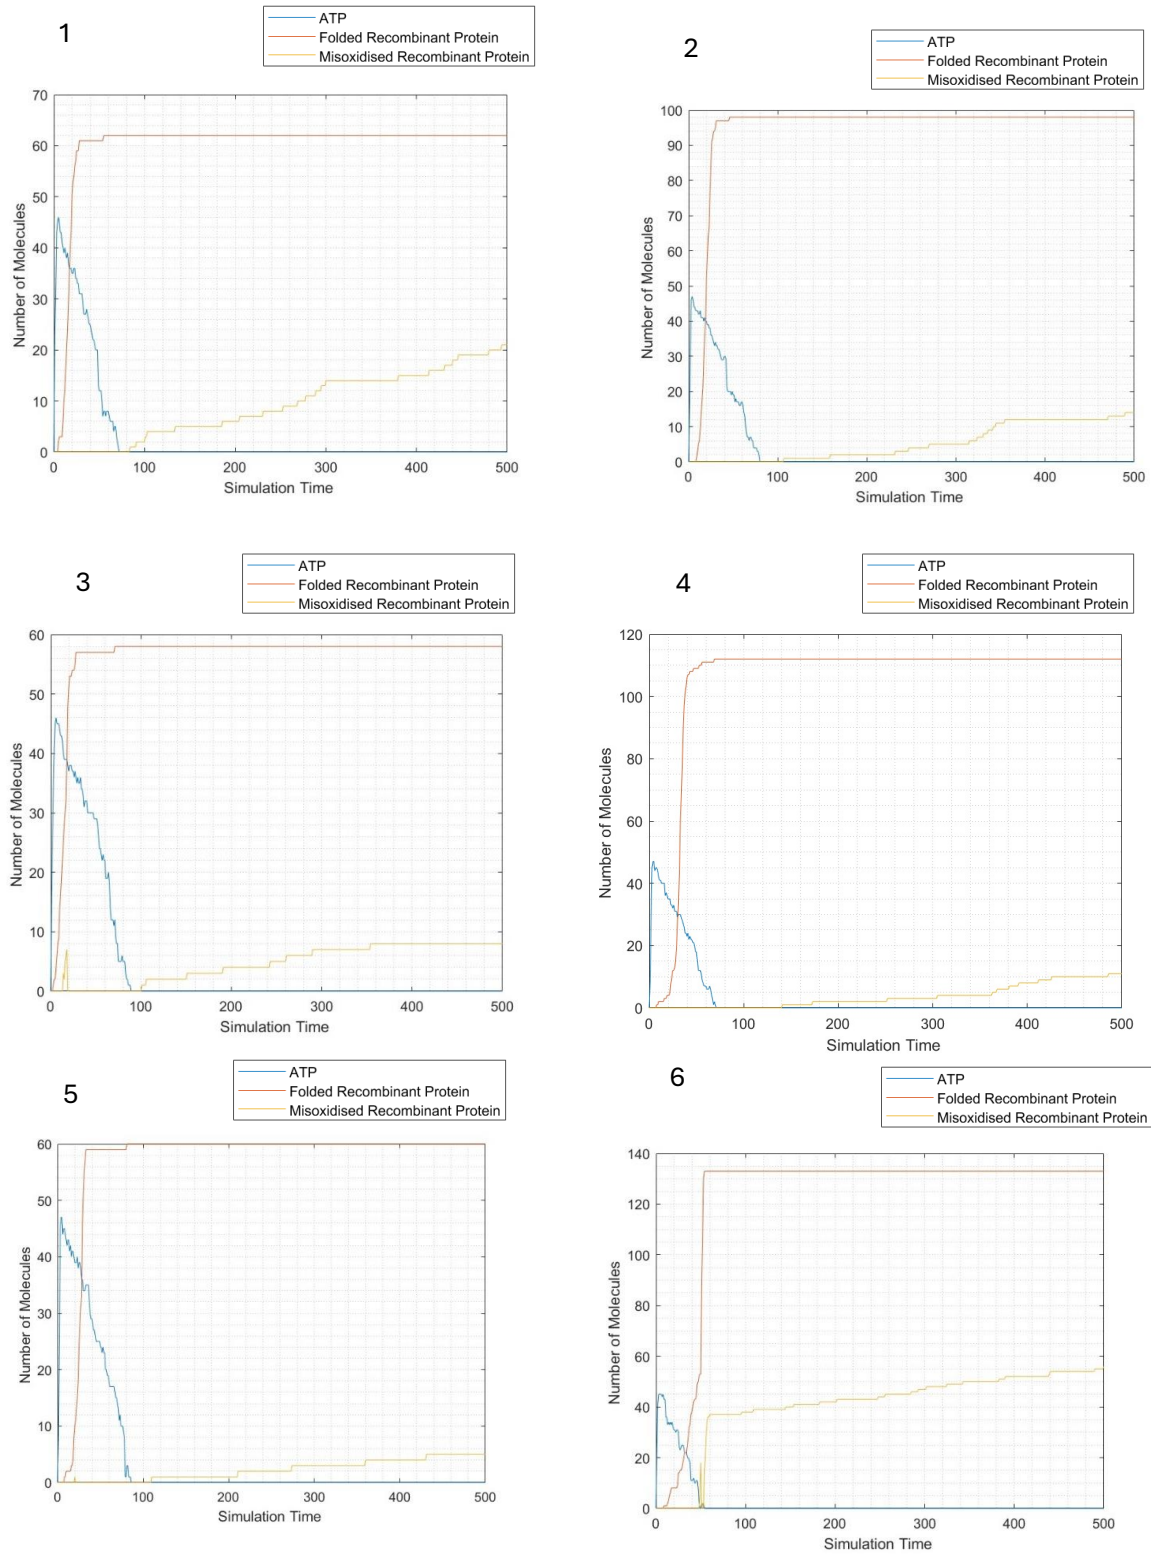 1
ATP
Folded Recombinant Protein
Misoxidised Recombinant Protein
70
60
50
40
30
20
10
0
Number of Molecules
0 100 200 300 400 500
Simulation Time
2
ATP
Folded Recombinant Protein
Misoxidised Recombinant Protein
100
90
80
70
60
50
40
30
20
10
0
Number of Molecules
0 100 200 300 400 500
Simulation Time
3
ATP
Folded Recombinant Protein
Misoxidised Recombinant Protein
60
50
40
30
20
10
0
Number of Molecules
0 100 200 300 400 500
Simulation Time
4
ATP
Folded Recombinant Protein
Misoxidised Recombinant Protein
120
100
80
60
40
20
0
Number of Molecules
0 100 200 300 400 500
Simulation Time
5
ATP
Folded Recombinant Protein
Misoxidised Recombinant Protein
60
50
40
30
20
10
0
Number of Molecules
0 100 200 300 400 500
Simulation Time
6
ATP
Folded Recombinant Protein
Misoxidised Recombinant Protein
140
120
100
80
60
40
20
0
Number of Molecules
0 100 200 300 400 500
Simulation Time